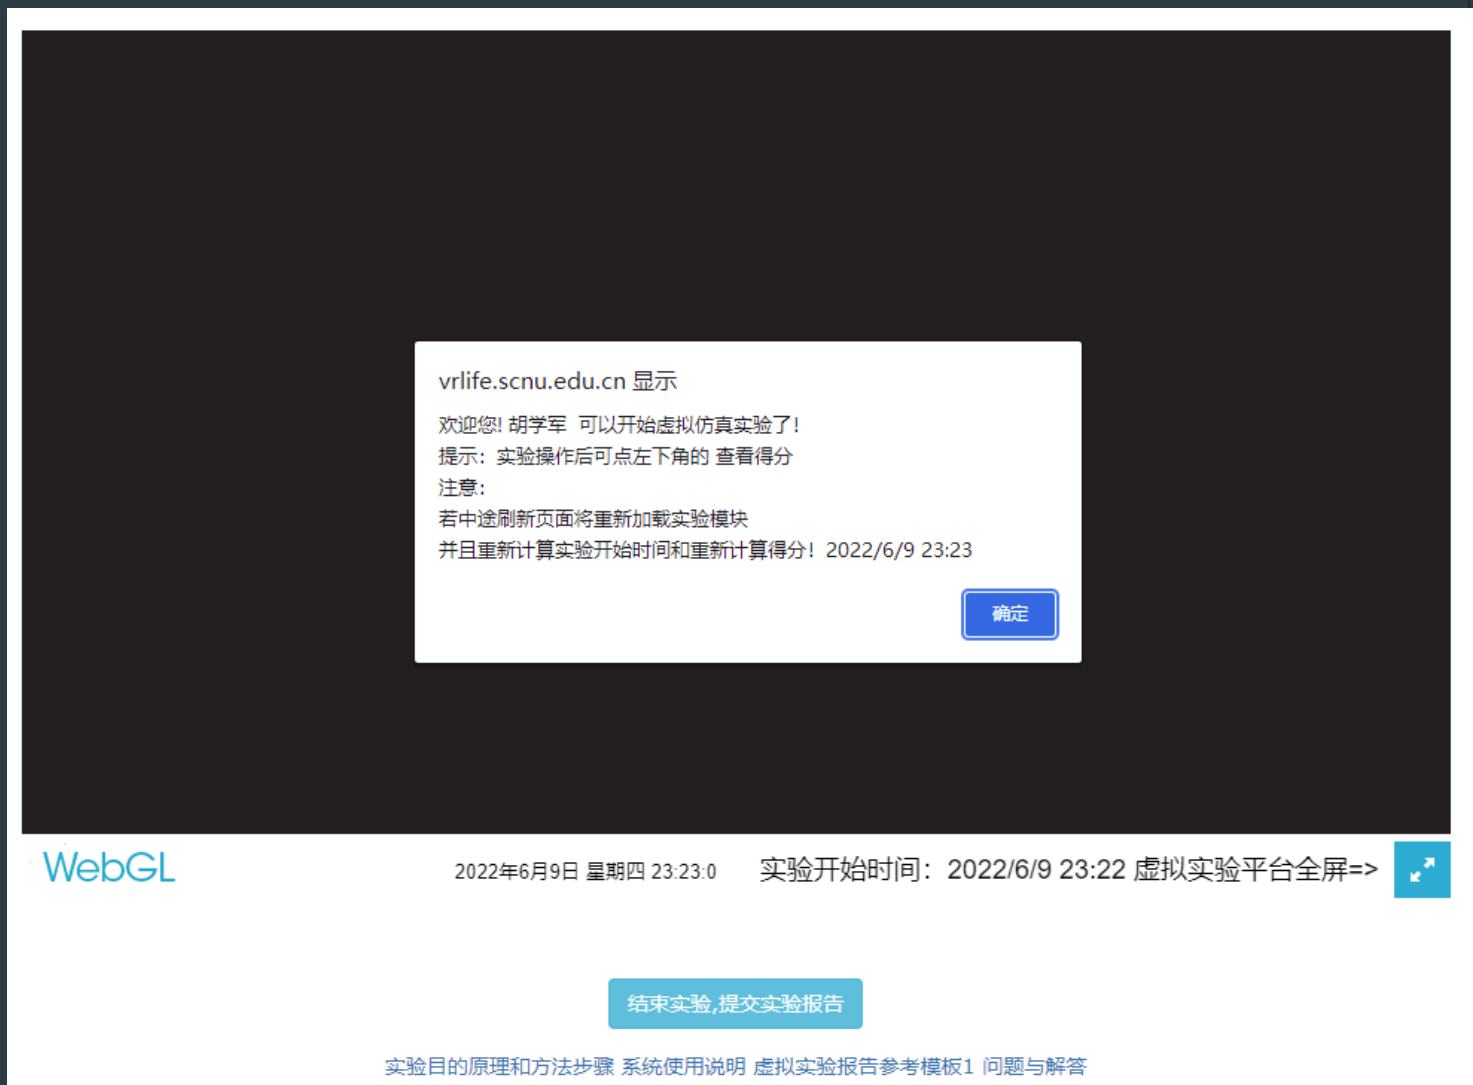 vrlife.scnu.edu.cn 显示
欢迎您! 胡学军  可以开始虚拟仿真实验了!
提示：实验操作后可点左下角的 查看得分
注意：
若中途刷新页面将重新加载实验模块
并且重新计算实验开始时间和重新计算得分！2022/6/9 23:23
确定
WebGL
2022年6月9日 星期四 23:23:0
实验开始时间：2022/6/9 23:22 虚拟实验平台全屏=>
结束实验,提交实验报告
实验目的原理和方法步骤 系统使用说明 虚拟实验报告参考模板1 问题与解答